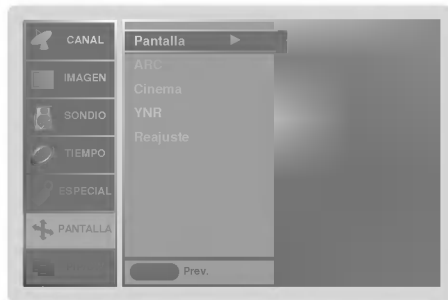 CANAL
IMAGEN
SONDIO
TIEMPO
ESPECIAL
PANTALLA
Pantalla
ARC
Cinema
YNR
Reajuste
Prev.